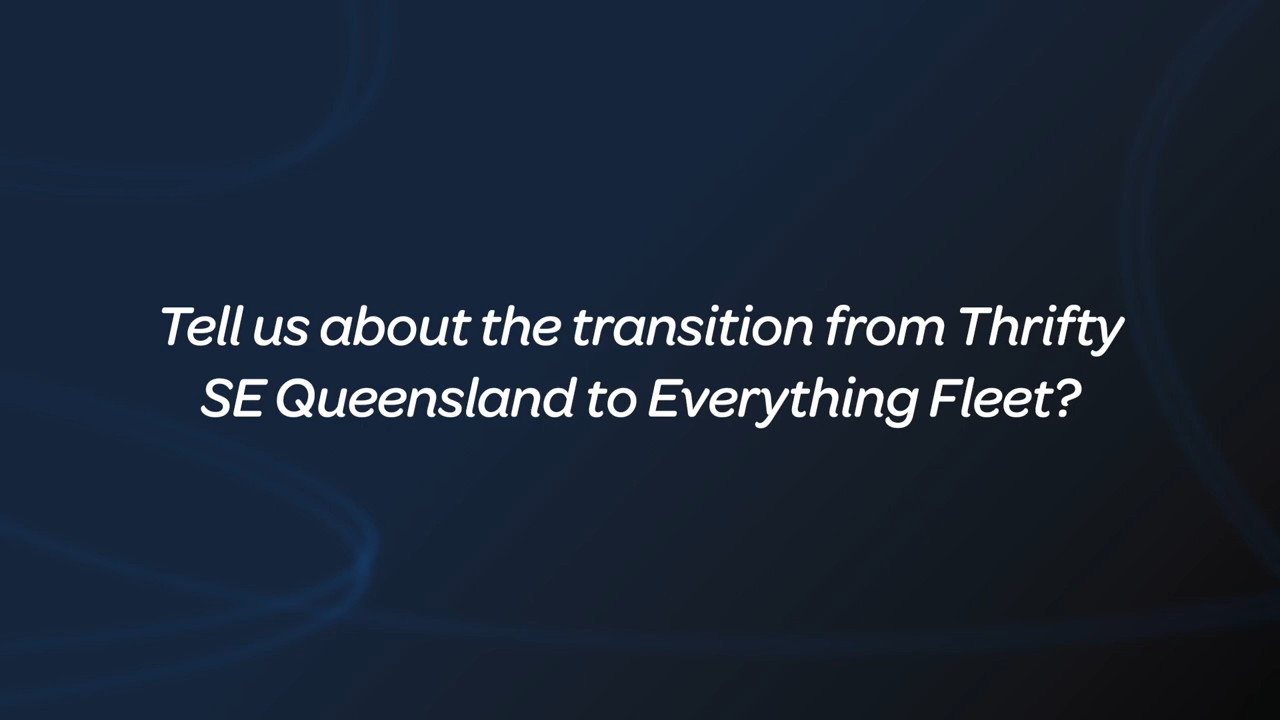 Tell us about the transition from Thrifty
SE Queensland to Everything Fleet?